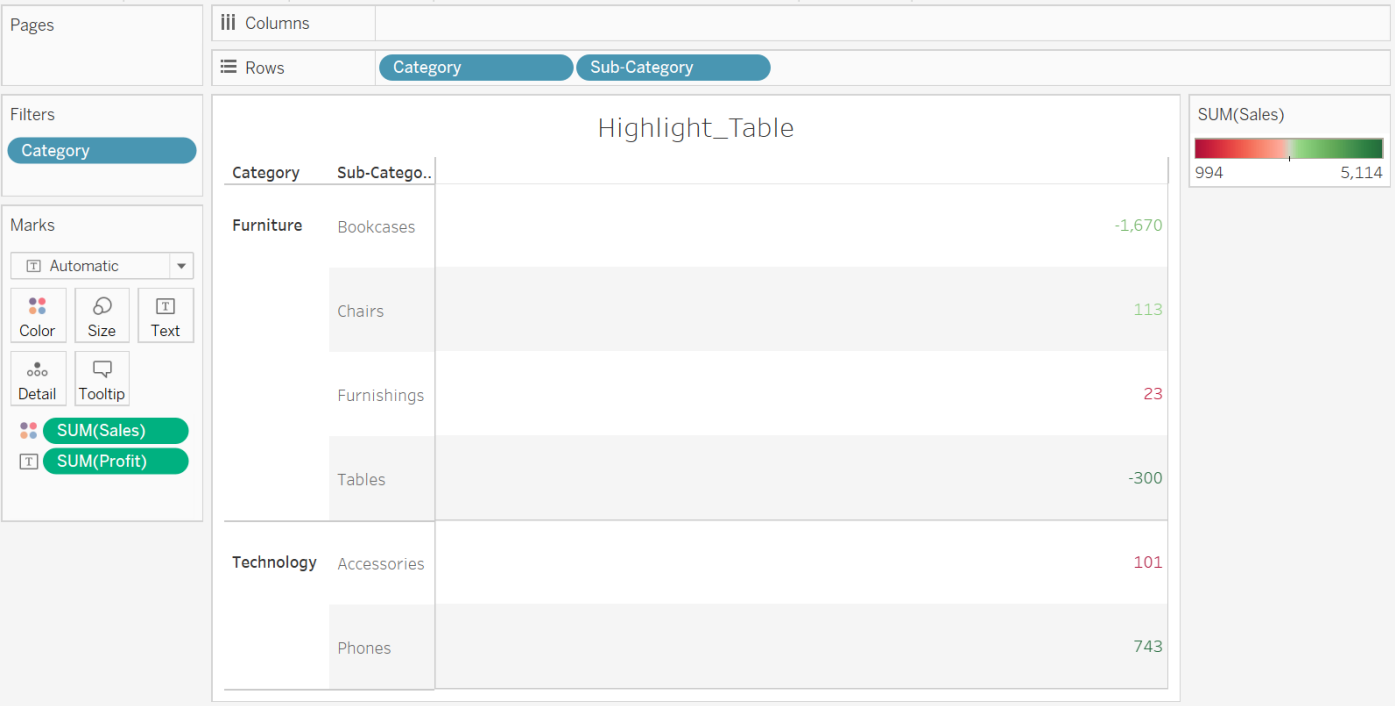 Pages
Columns
Rows Category Sub-Category
Filters
Category
Marks
Automatic
Color Size Text
Detail Tooltip
SUM(Sales)
T SUM(Profit)
Highlight_Table
Category Sub-Catego..
Furniture Bookcases -1,670
Chairs 113
Furnishings 23
Tables -300
Technology Accessories 101
Phones 743
SUM(Sales)
994 5,114